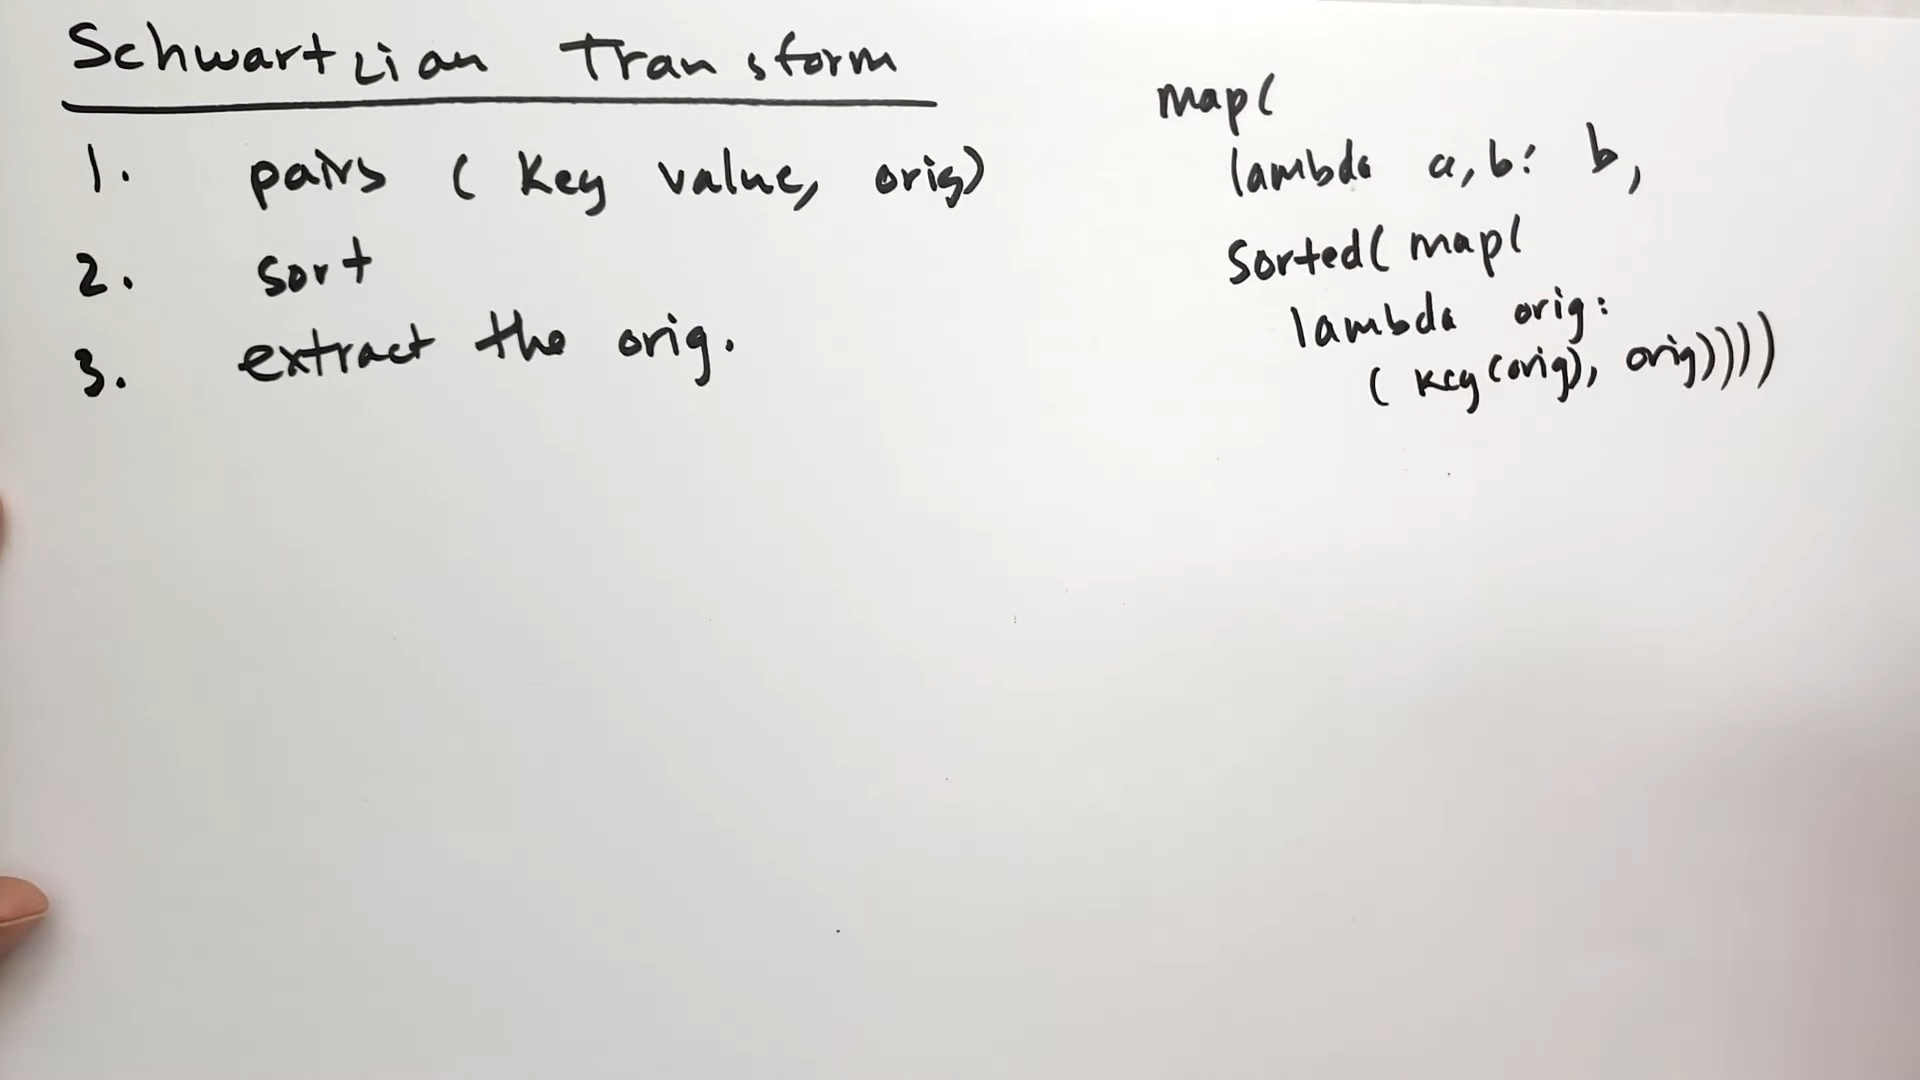 Schwartzian Transform
1. pairs (key value, orig)
2. sort
3. extract the orig.
map(
lambda a,b: b,
sorted( map(
lambda orig:
( key(orig), orig))))